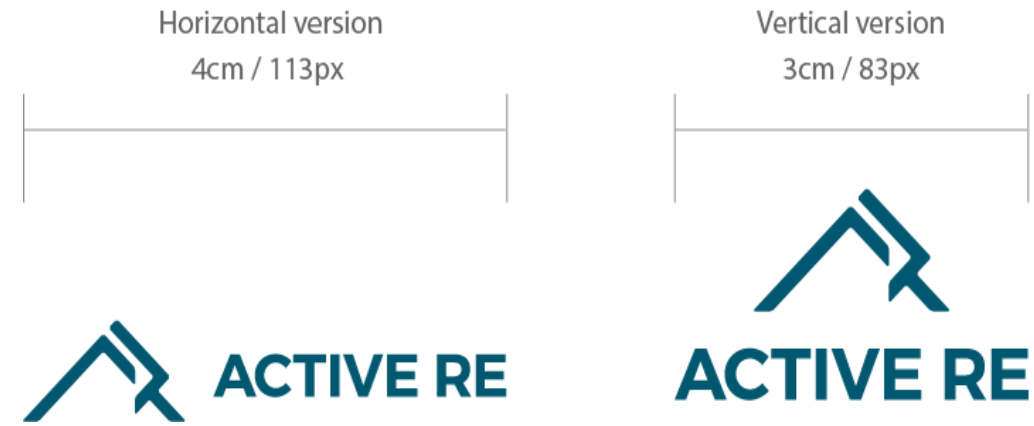 Horizontal version
4cm / 113px
Vertical version
3cm / 83px
ACTIVE RE
ACTIVE RE